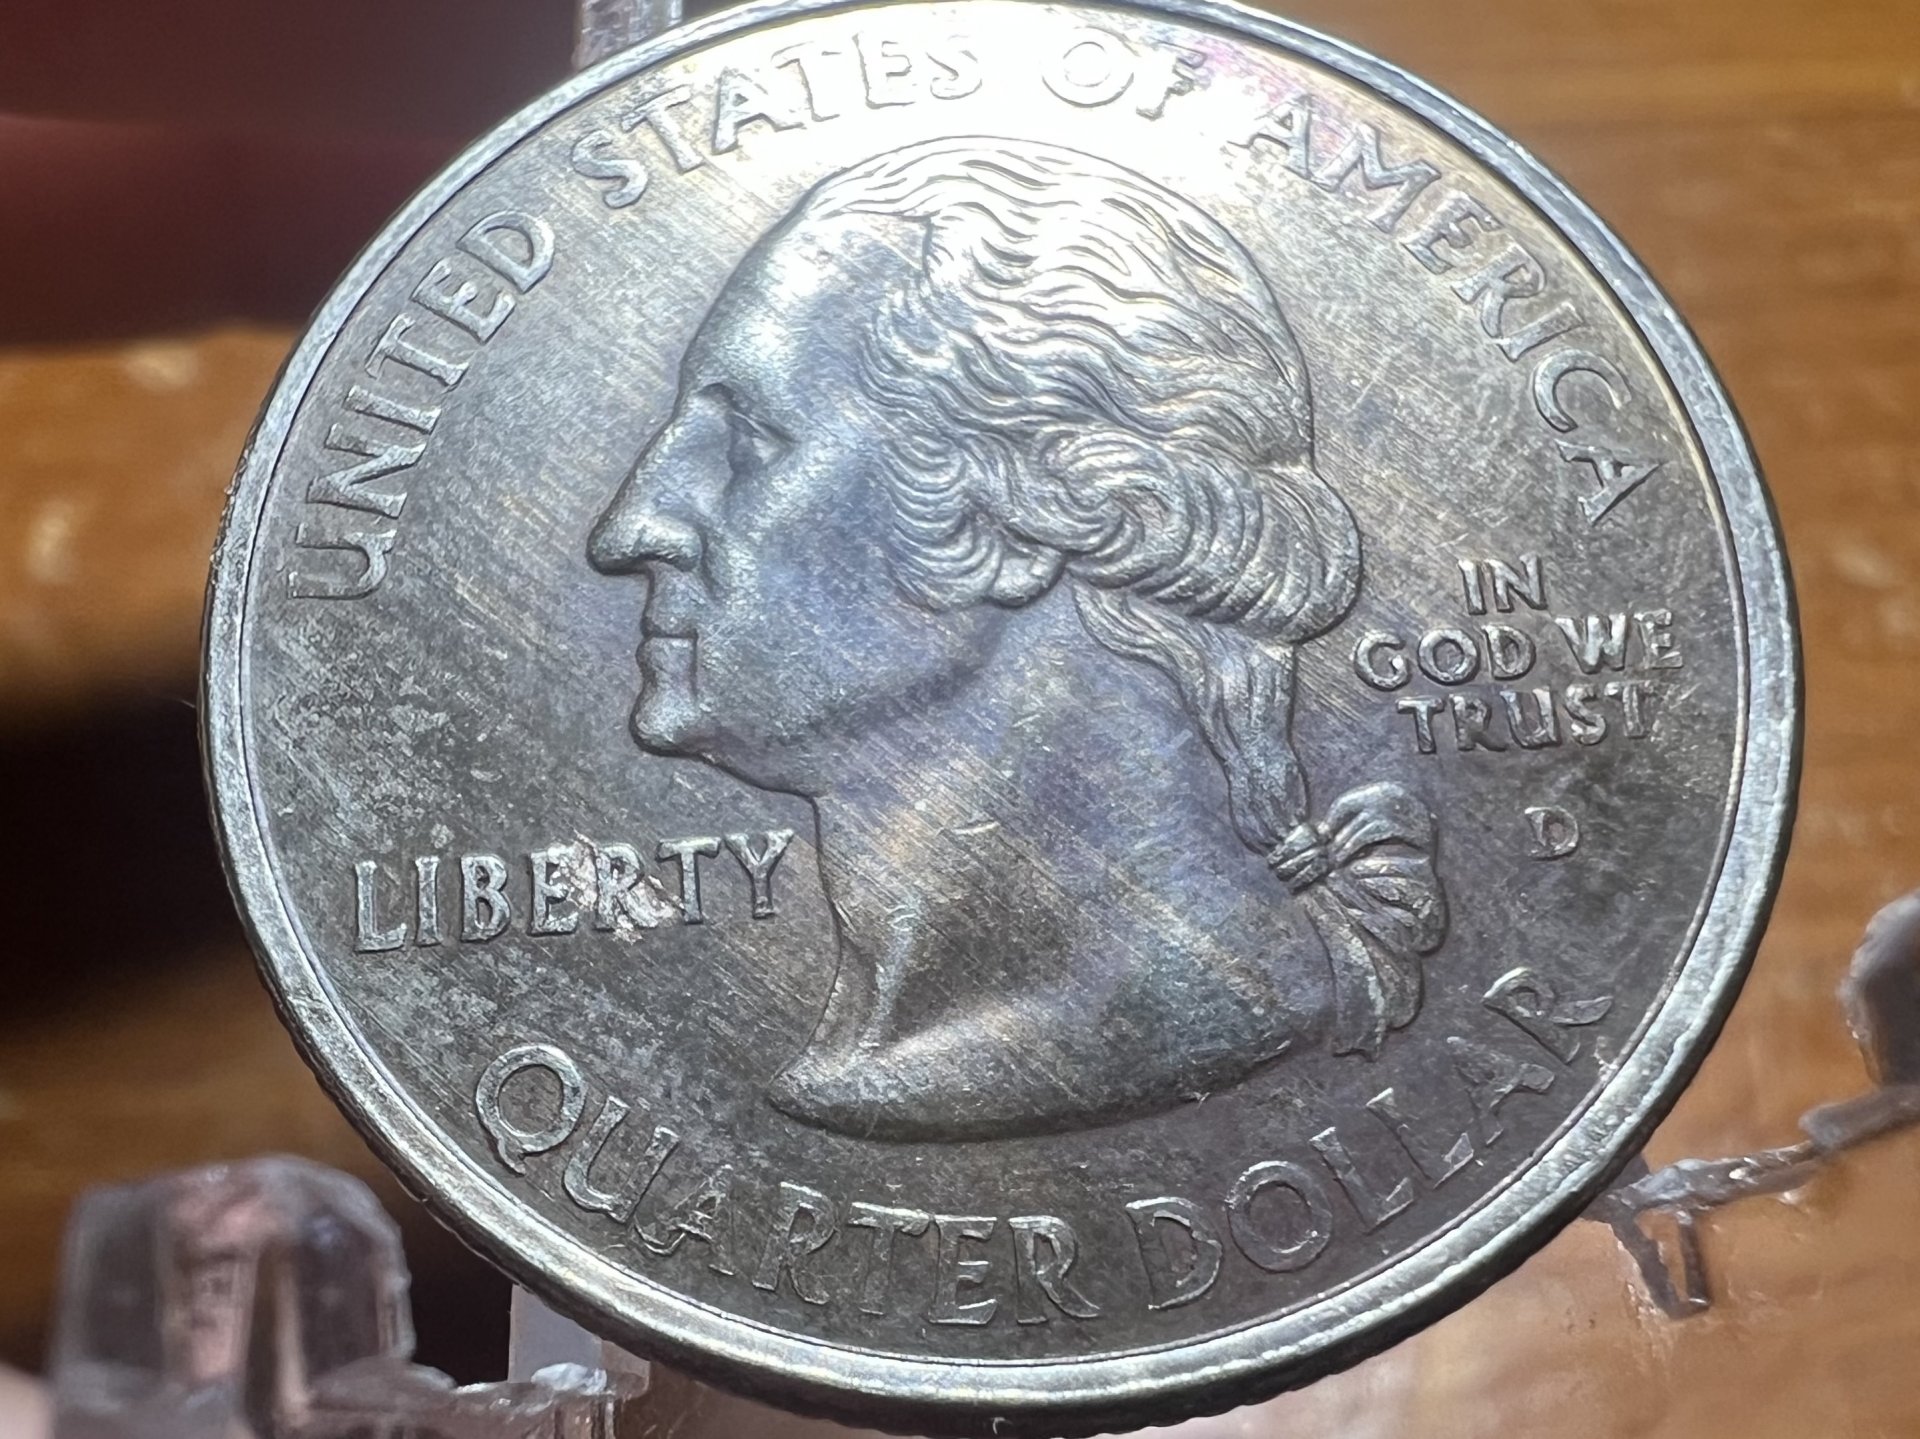 UNITED STATES OF AMERICA
LIBERTY
IN
GOD WE
TRUST
D
QUARTER DOLLAR